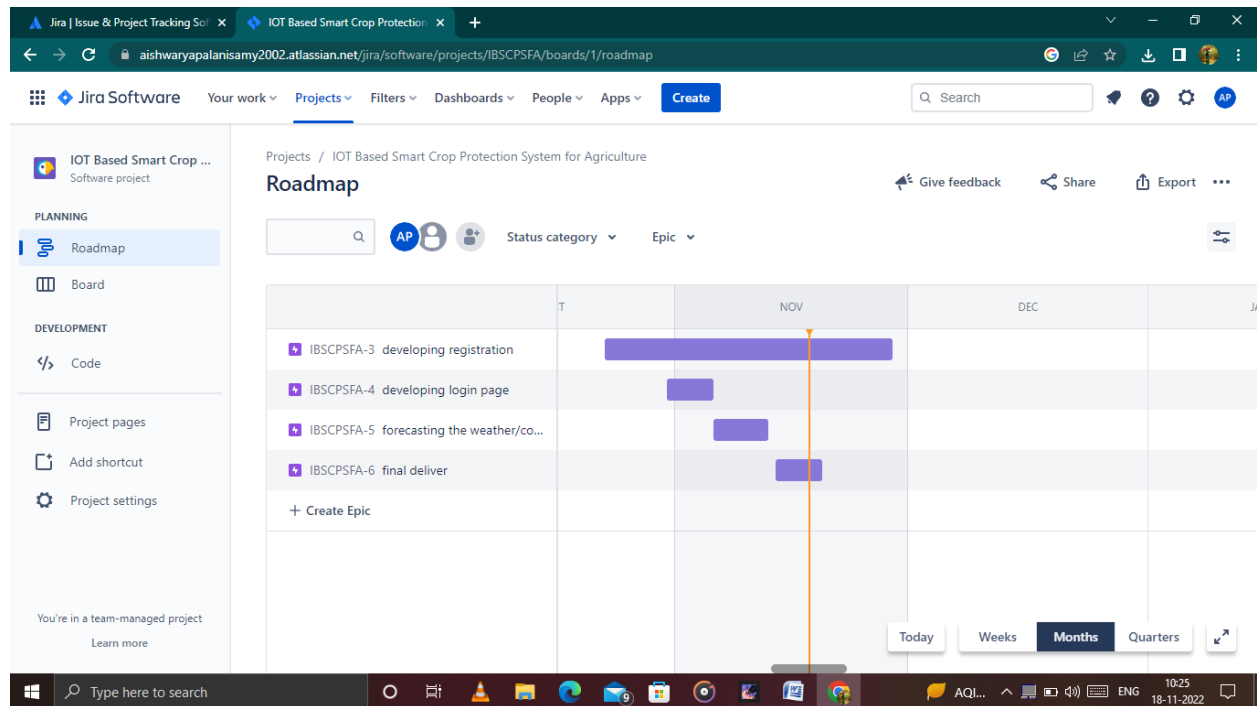 Jira | Issue & Project Tracking Sof
IOT Based Smart Crop Protection
aishwaryapalanisamy2002.atlassian.net/jira/software/projects/IBSCPSFA/boards/1/roadmap
Jira Software Your work Projects Filters Dashboards People Apps Create Search AP
IOT Based Smart Crop ...
Software project
PLANNING
Roadmap
Board
DEVELOPMENT
Code
Project pages
Add shortcut
Project settings
You're in a team-managed project
Learn more
Projects / IOT Based Smart Crop Protection System for Agriculture
Roadmap
Give feedback Share Export
AP Status category Epic
T NOV DEC JA
IBSCPSFA-3 developing registration
IBSCPSFA-4 developing login page
IBSCPSFA-5 forecasting the weather/co...
IBSCPSFA-6 final deliver
+ Create Epic
Today Weeks Months Quarters
Type here to search
9
AQI... ENG
10:25
18-11-2022